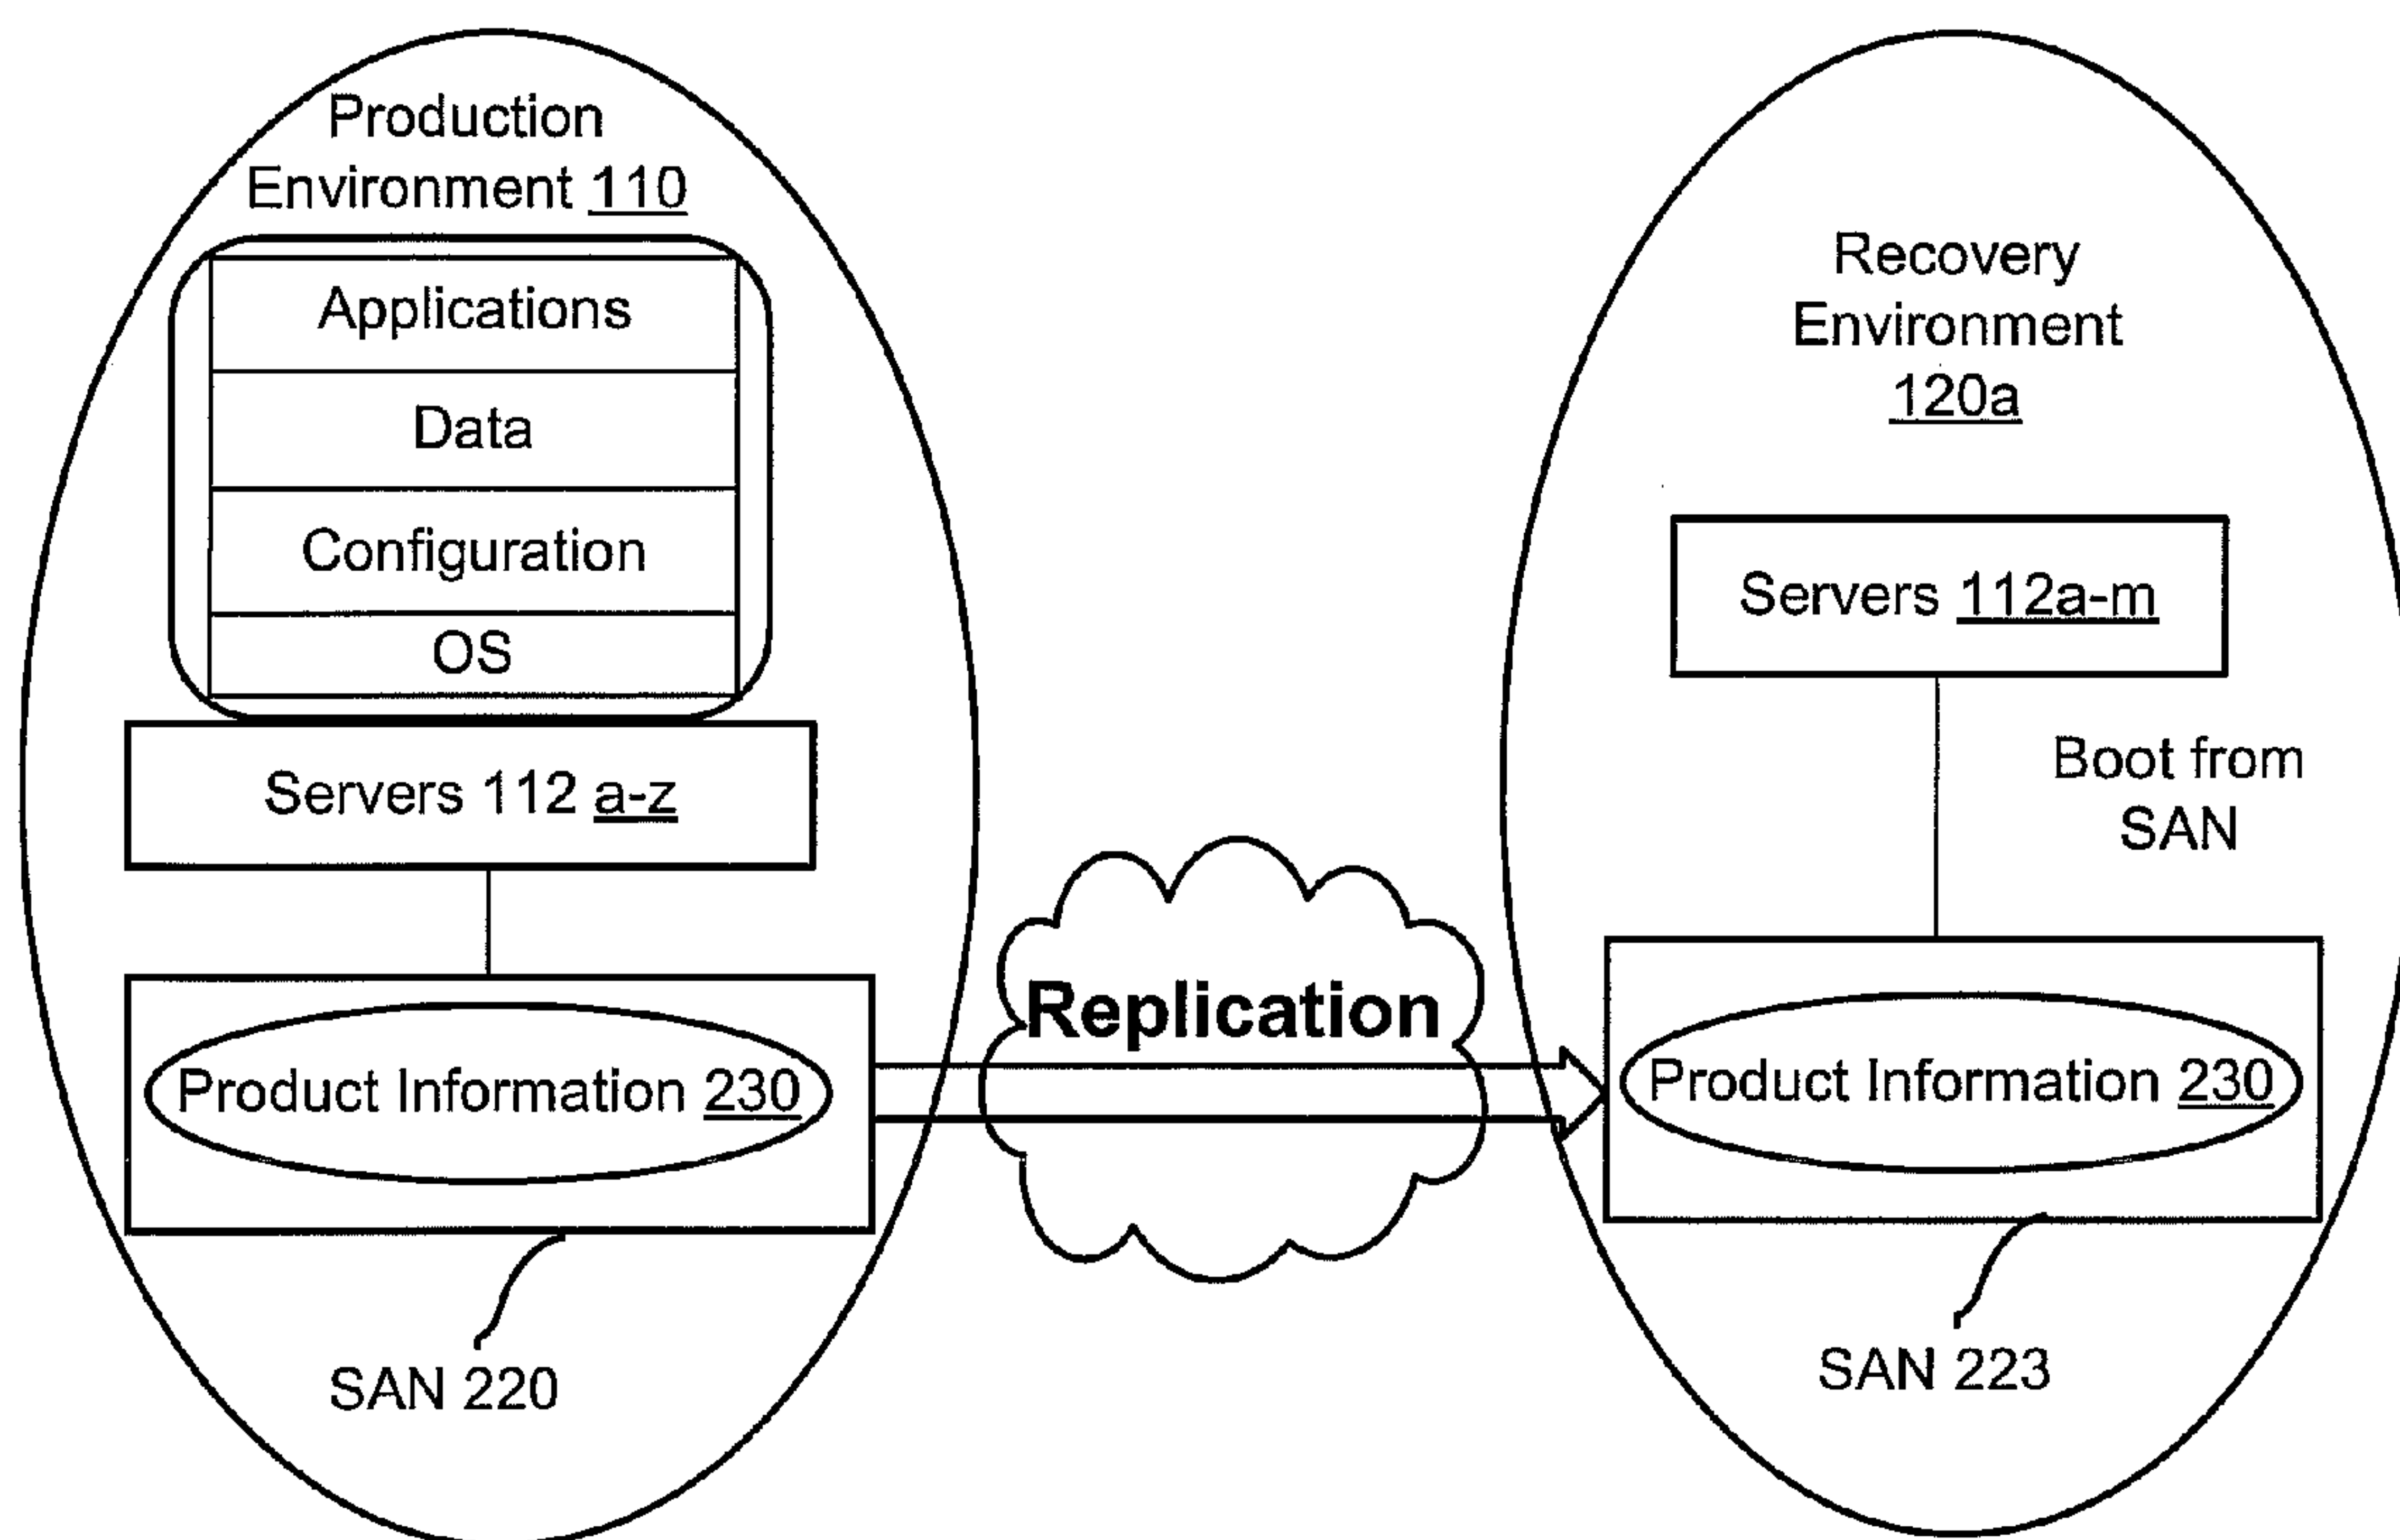 Production
Environment 110
Applications
Data
Configuration
OS
Servers 112 a-z
Product Information 230
SAN 220
Replication
Recovery
Environment
120a
Servers 112a-m
Boot from
SAN
Product Information 230
SAN 223